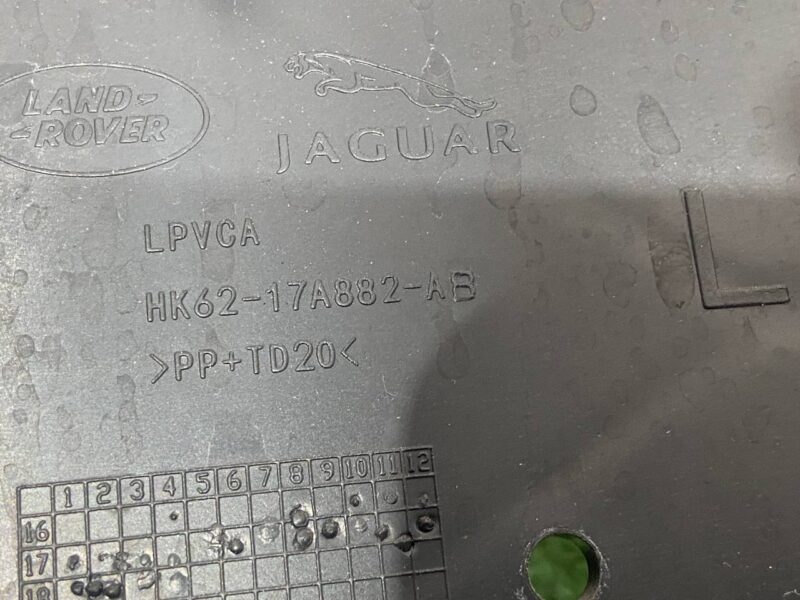 LAND-
-ROVER
JAGUAR
LPVCA
HK62-17A882-AB
>PP+TD20<
L
1 2 3 4 5 6 7 8 9 10 11 12
16
17
18